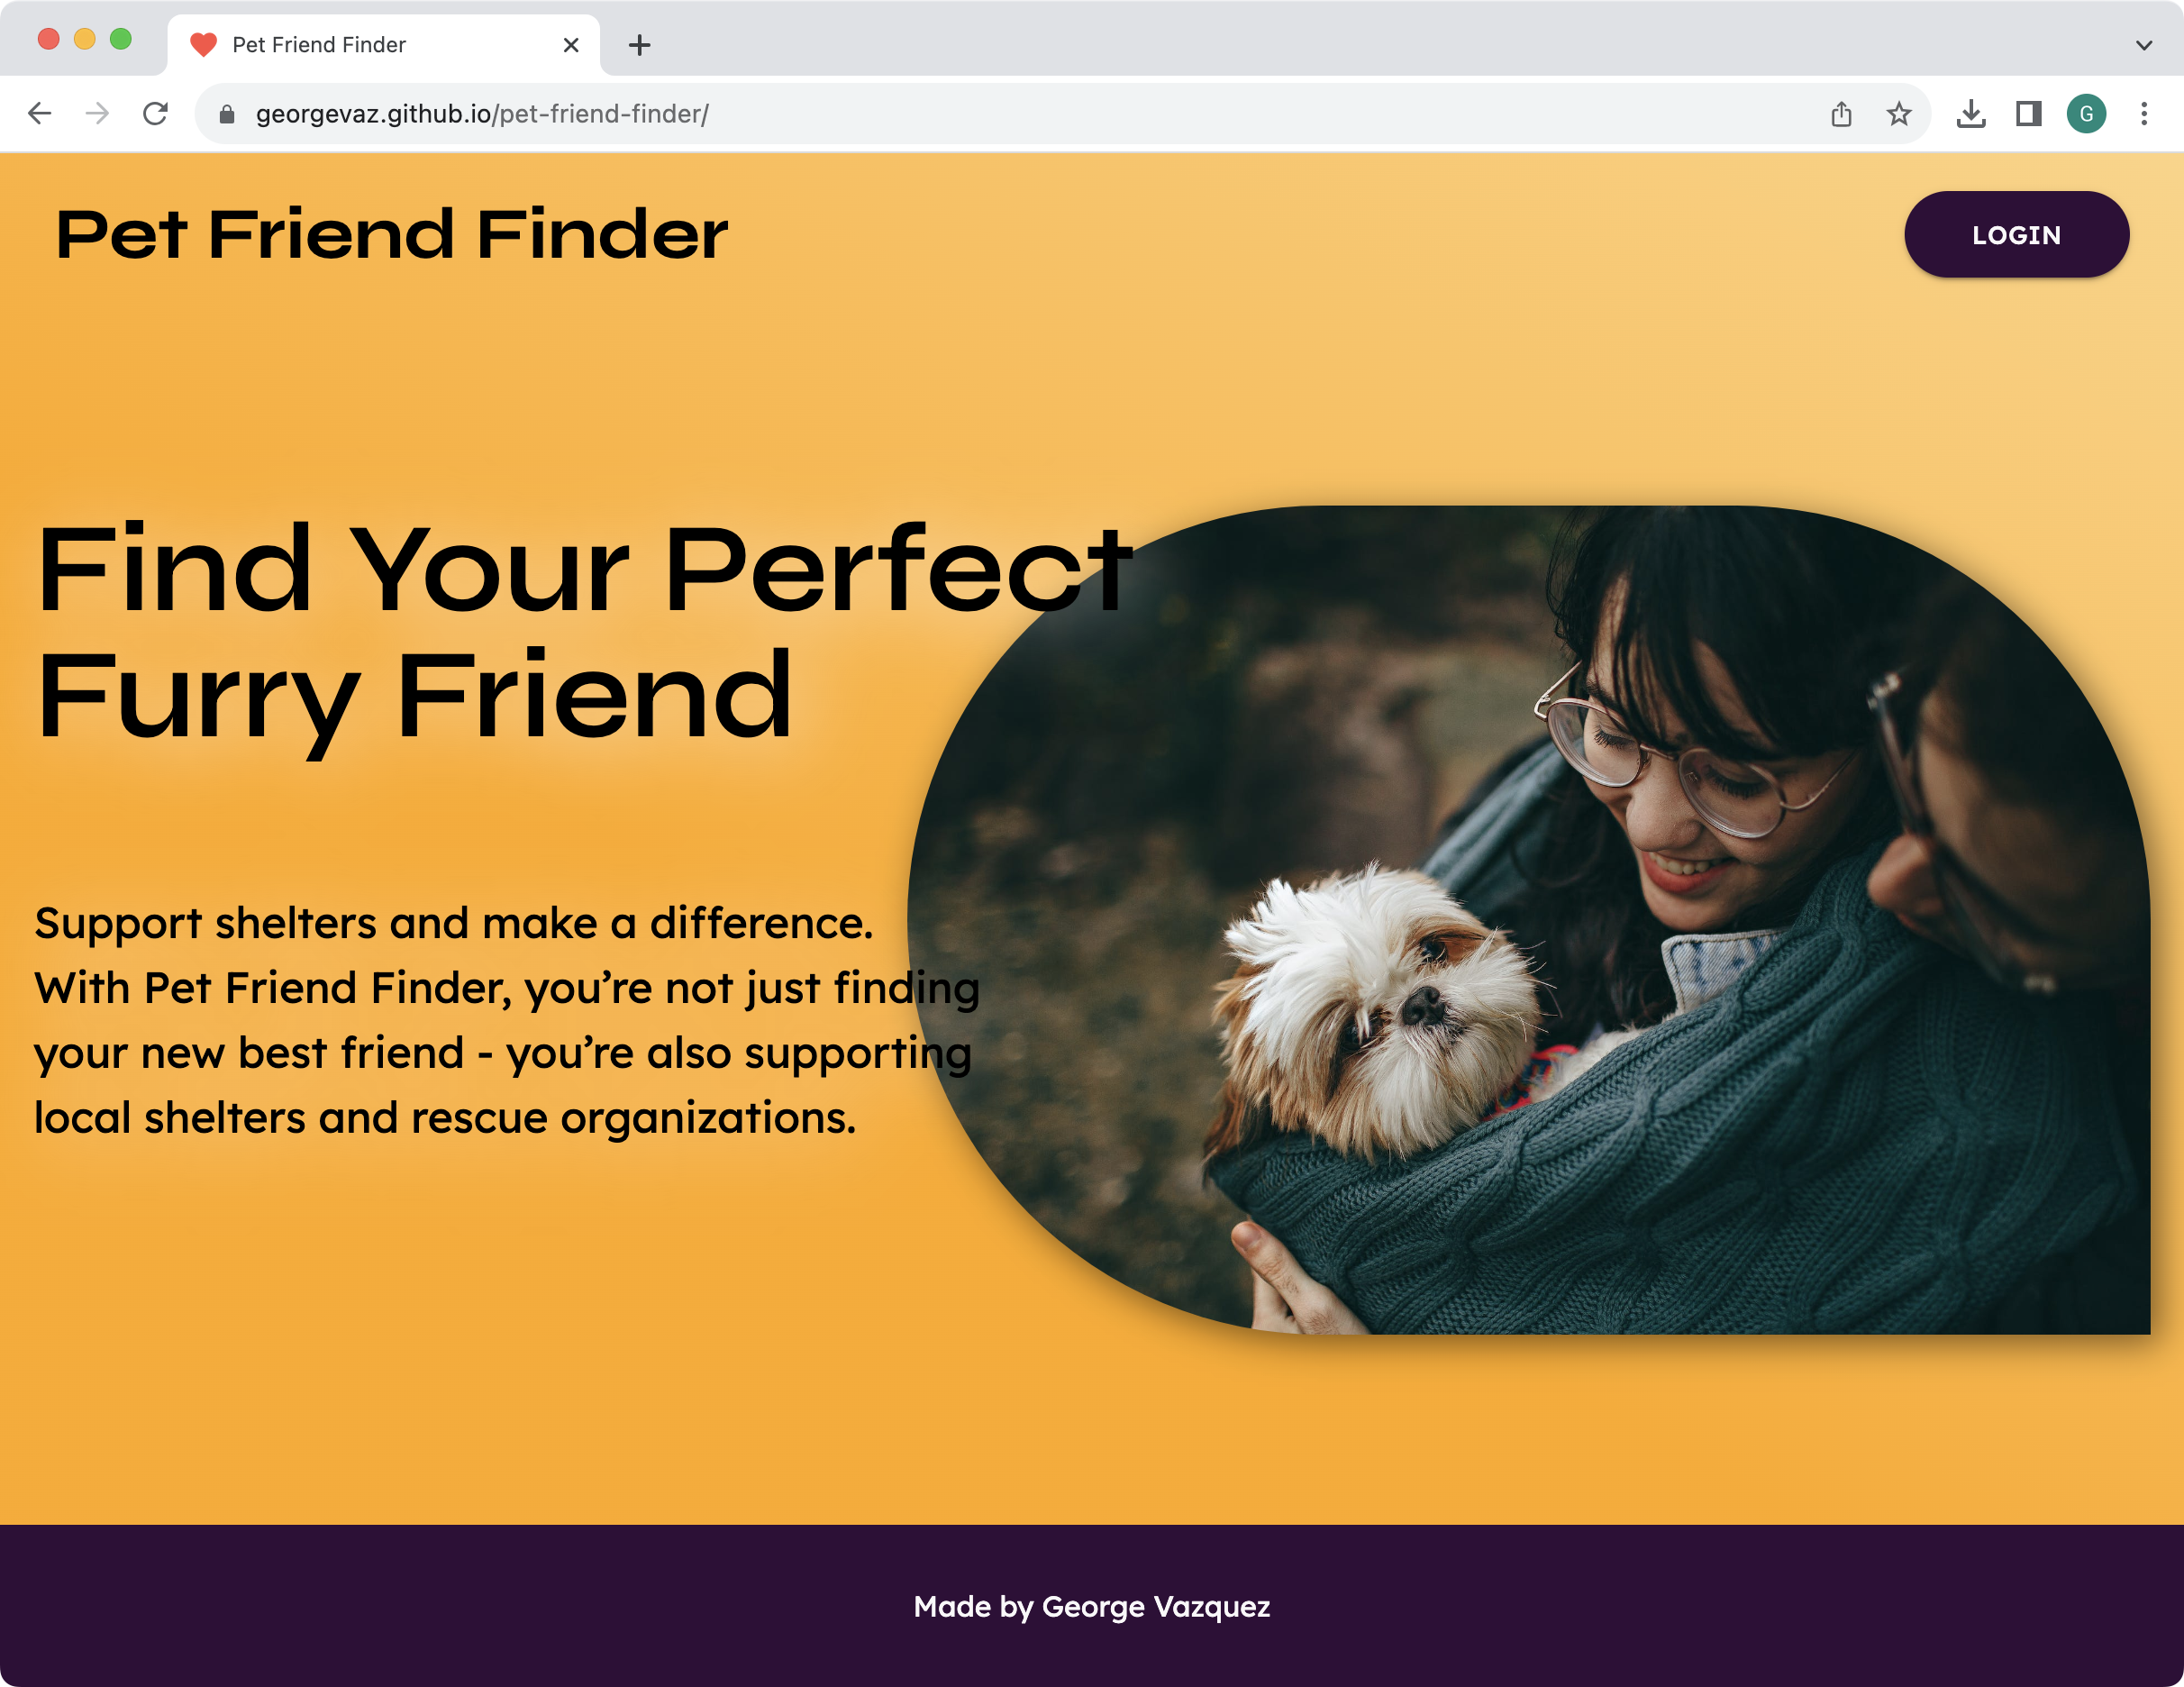 Pet Friend Finder
georgevaz.github.io/pet-friend-finder/
G
Pet Friend Finder
LOGIN
Find Your Perfect
Furry Friend
Support shelters and make a difference.
With Pet Friend Finder, you’re not just finding
your new best friend - you’re also supporting
local shelters and rescue organizations.
Made by George Vazquez